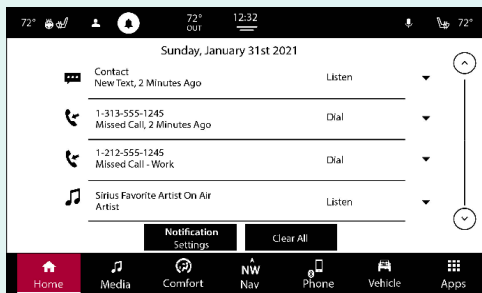 72° 72° OUT 12:32 72°
Sunday, January 31st 2021
Contact
New Text, 2 Minutes Ago
Listen
1-313-555-1245
Missed Call, 2 Minutes Ago
Dial
1-212-555-1245
Missed Call - Work
Dial
Sirius Favorite Artist On Air
Artist
Listen
Notification
Settings
Clear All
Home
Media
Comfort
NW
Nav
Phone
Vehicle
Apps